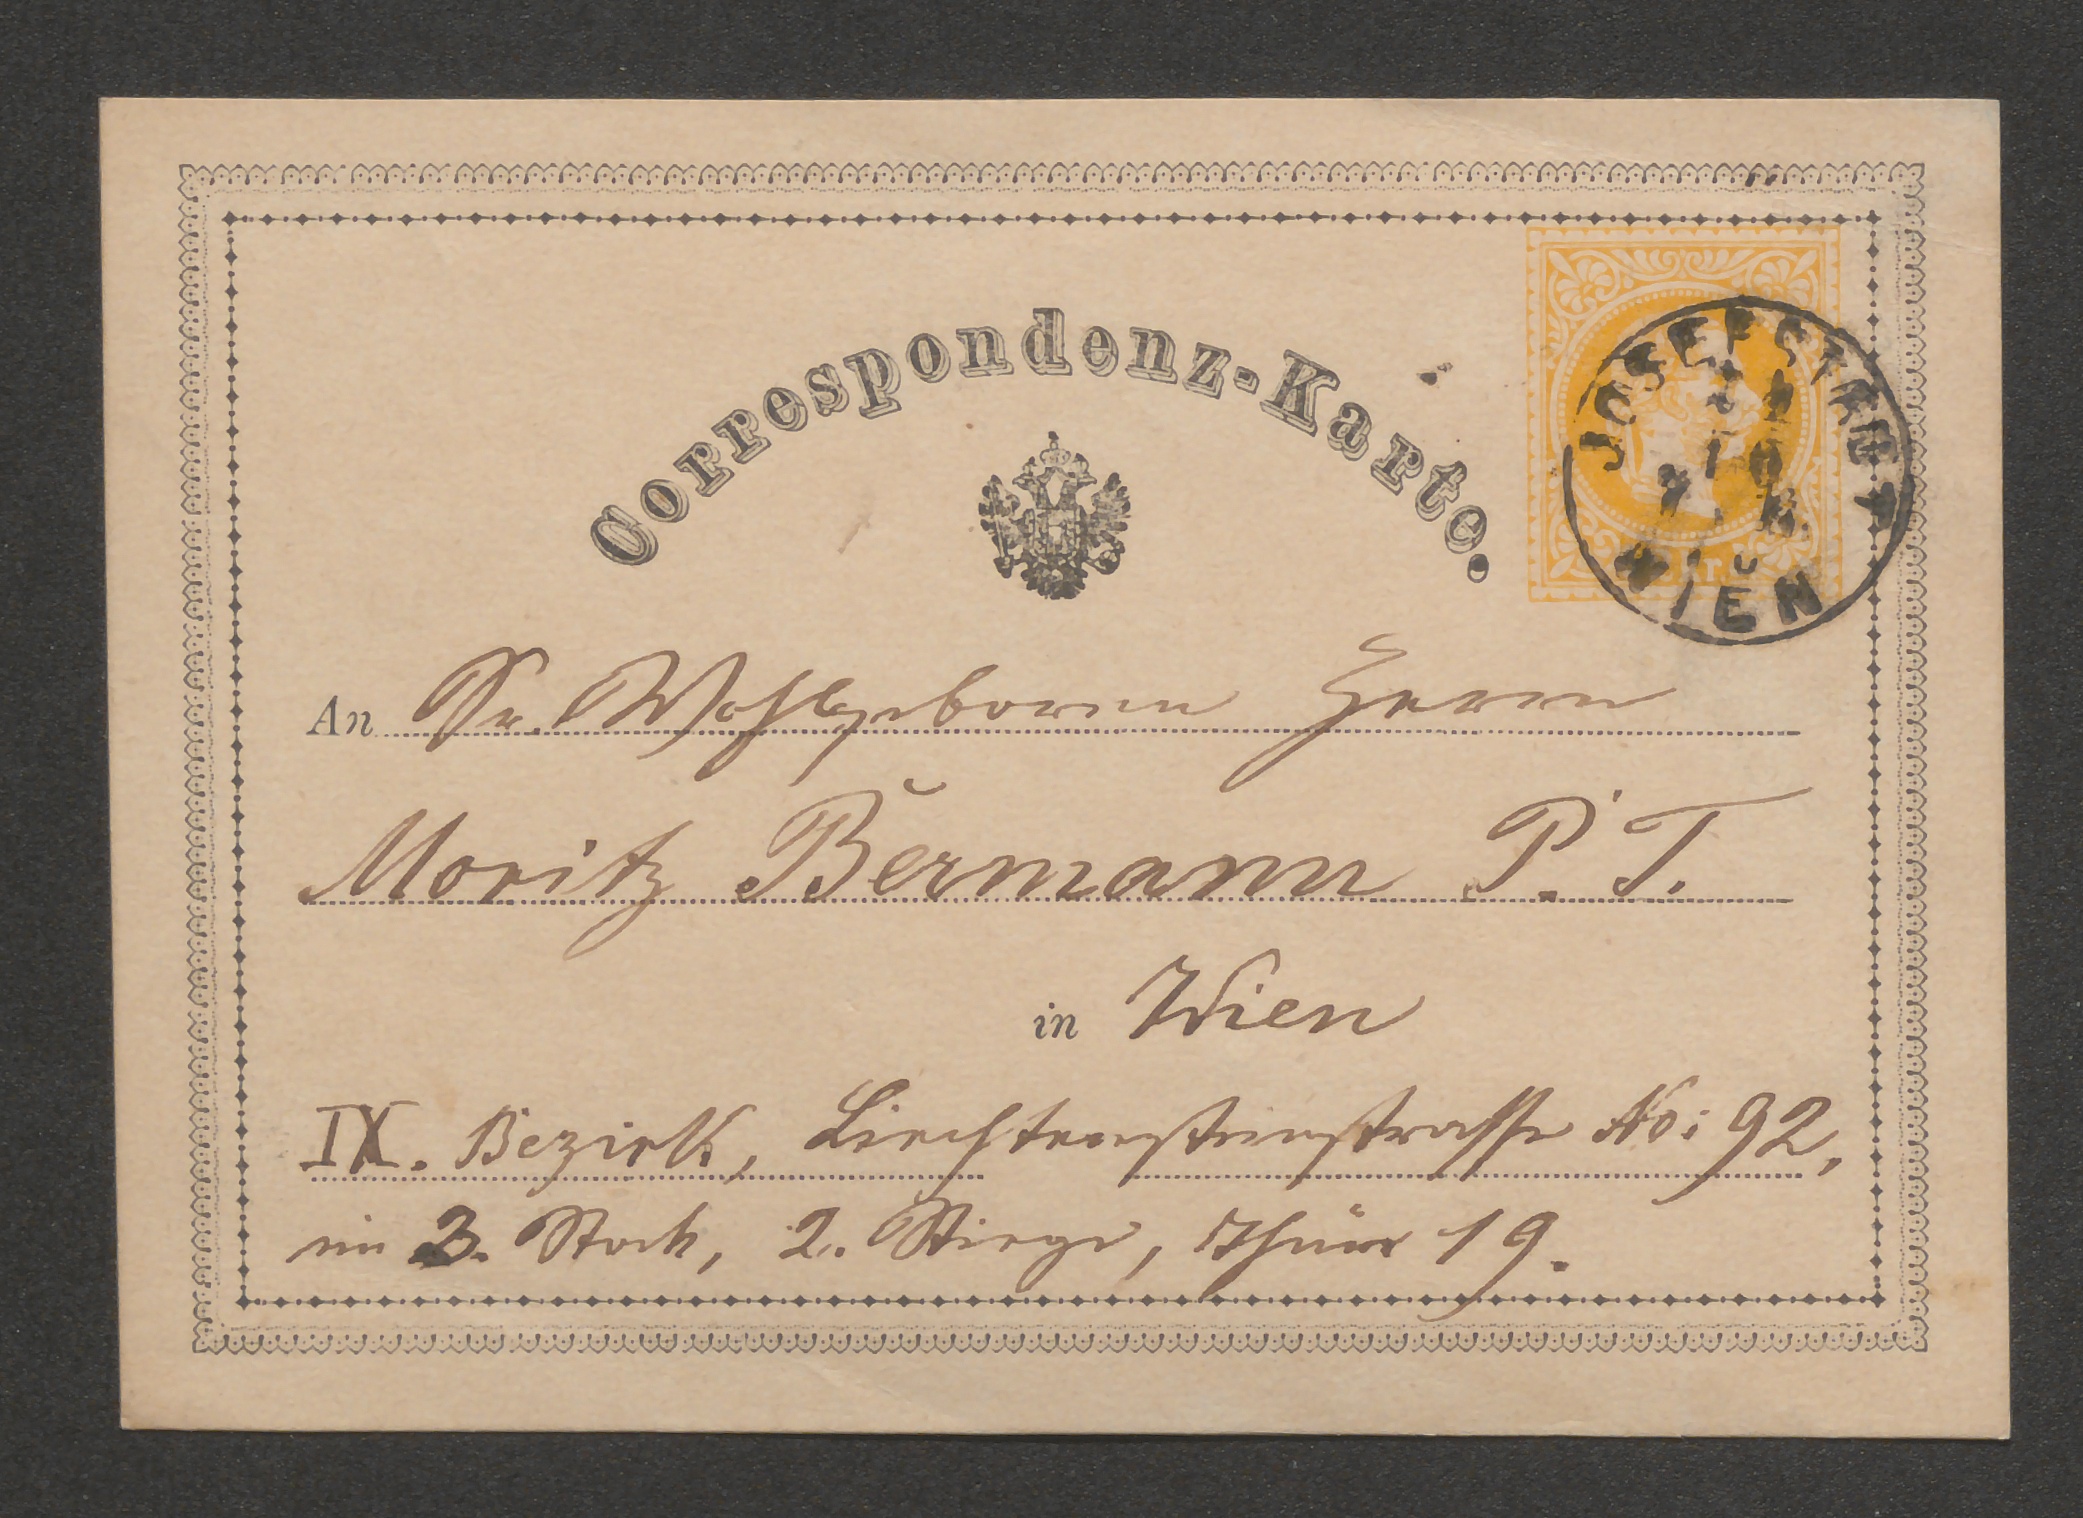 Correspondenz-Karte.
JOSEFSTADT
WIEN
An Sr. Wohlgeboren Herrn
Moritz Bermann P. T.
in Wien
IX. Bezirk, Liechtensteinstrasse No: 92,
im 3. Stock, 2. Stiege, Thür 19.